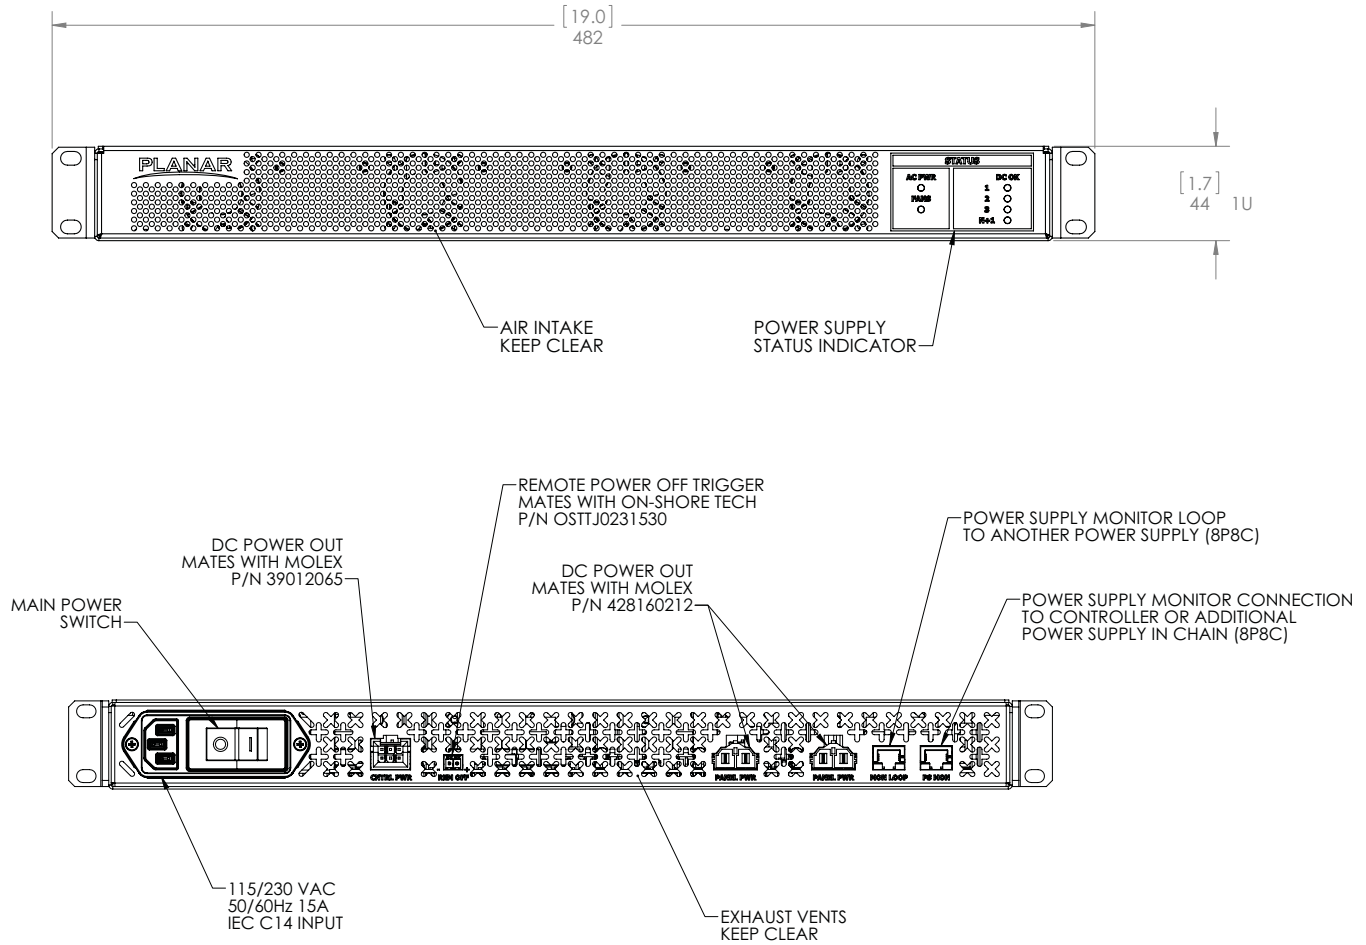 [19.0]
482
PLANAR
STATUS
AC PWR
DC OK
1
FANS
2
3
N+1
[1.7]
44 1U
AIR INTAKE
KEEP CLEAR
POWER SUPPLY
STATUS INDICATOR
REMOTE POWER OFF TRIGGER
MATES WITH ON-SHORE TECH
P/N OSTTJ0231530
DC POWER OUT
MATES WITH MOLEX
P/N 39012065
DC POWER OUT
MATES WITH MOLEX
P/N 428160212
POWER SUPPLY MONITOR LOOP
TO ANOTHER POWER SUPPLY (8P8C)
MAIN POWER
SWITCH
POWER SUPPLY MONITOR CONNECTION
TO CONTROLLER OR ADDITIONAL
POWER SUPPLY IN CHAIN (8P8C)
CNTRL PWR
- REM OFF +
PANEL PWR
PANEL PWR
MON LOOP
PS MON
115/230 VAC
50/60Hz 15A
IEC C14 INPUT
EXHAUST VENTS
KEEP CLEAR